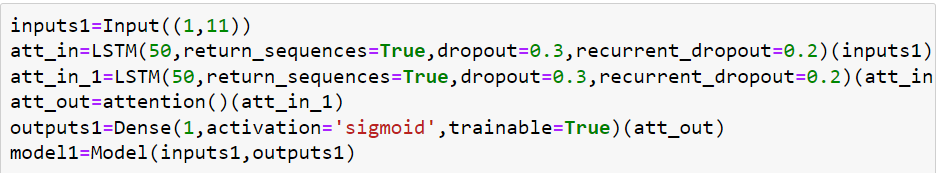 inputs1=Input((1,11))
att_in=LSTM(50,return_sequences=True,dropout=0.3,recurrent_dropout=0.2)(inputs1)
att_in_1=LSTM(50,return_sequences=True,dropout=0.3,recurrent_dropout=0.2)(att_in
att_out=attention()(att_in_1)
outputs1=Dense(1,activation='sigmoid',trainable=True)(att_out)
model1=Model(inputs1,outputs1)